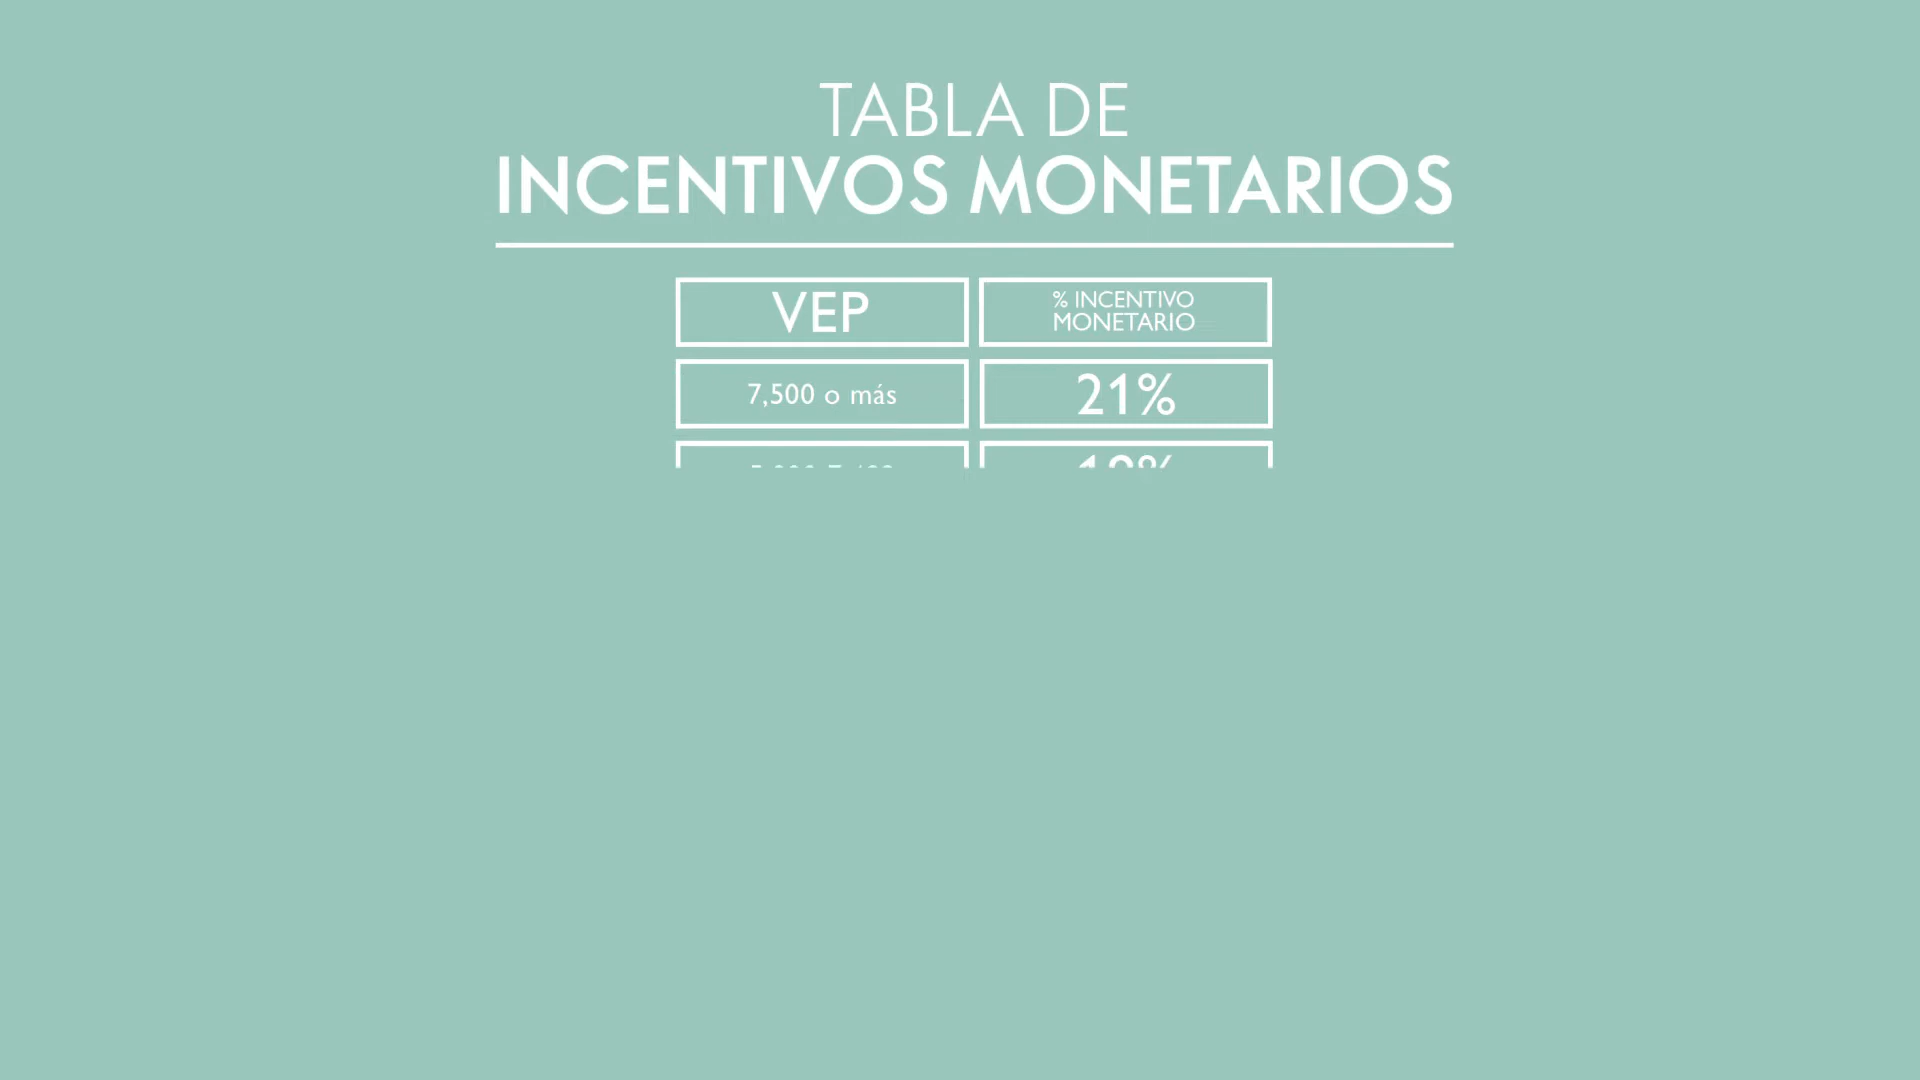 TABLA DE
INCENTIVOS MONETARIOS
VEP
% INCENTIVO
MONETARIO
7,500 o más
21%